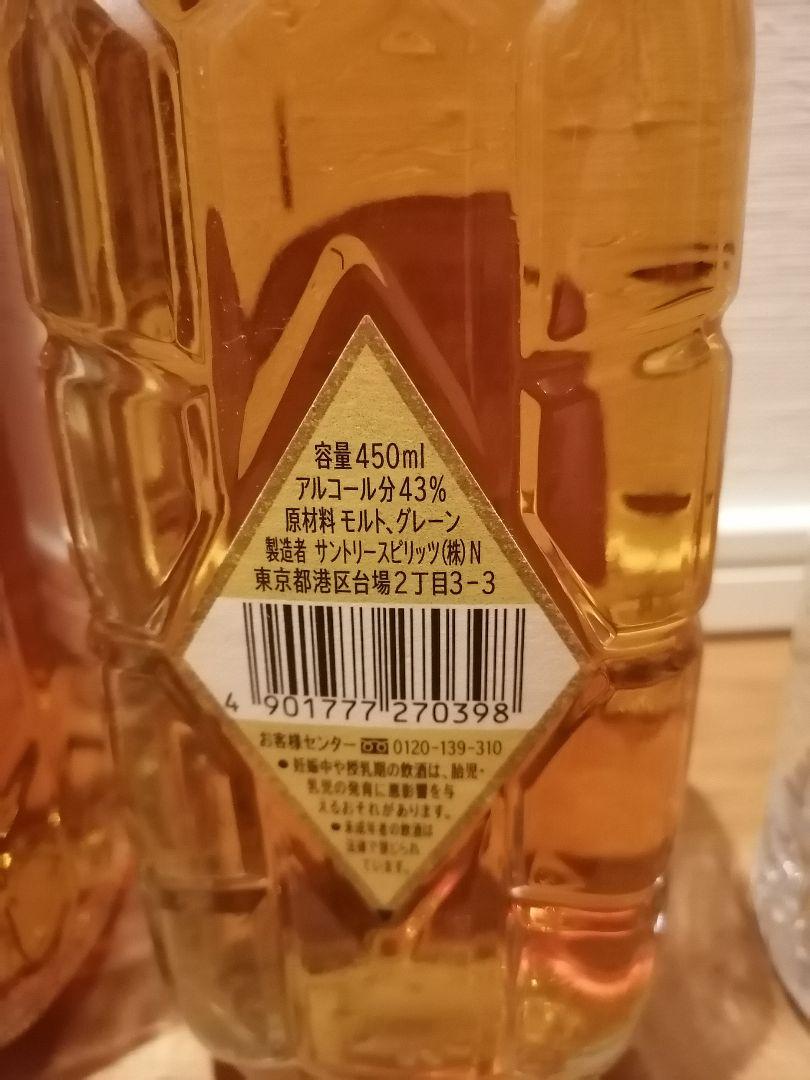 容量450ml
アルコール分43%
原材料 モルト、グレーン
製造者 サントリースピリッツ(株)N
東京都港区台場2丁目3-3
4 901777 270398
お客様センター 0120-139-310
●妊娠中や授乳期の飲酒は、胎児・
乳児の発育に悪影響を与
えるおそれがあります。
●未成年者の飲酒は
法律で禁じられ
ています。